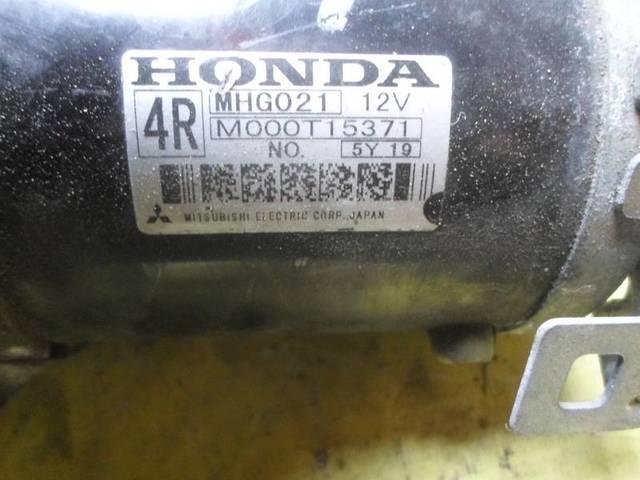 HONDA
4R MHG021 12V
M000T15371
NO. 5Y 19
MITSUBISHI ELECTRIC CORP., JAPAN